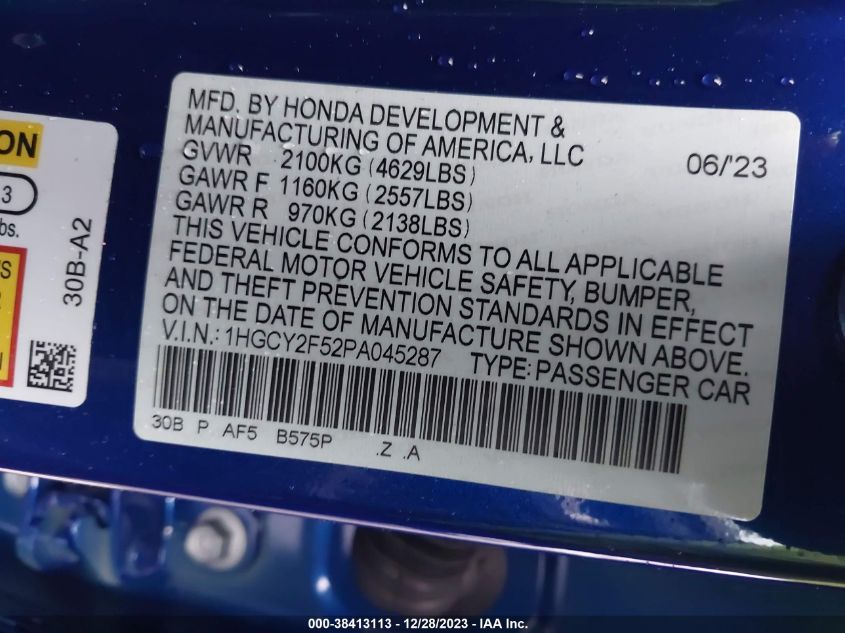 MFD. BY HONDA DEVELOPMENT &
MANUFACTURING OF AMERICA, LLC
GVWR 2100KG (4629LBS) 06/'23
GAWR F 1160KG (2557LBS)
GAWR R 970KG (2138LBS)
THIS VEHICLE CONFORMS TO ALL APPLICABLE
FEDERAL MOTOR VEHICLE SAFETY, BUMPER,
AND THEFT PREVENTION STANDARDS IN EFFECT
ON THE DATE OF MANUFACTURE SHOWN ABOVE.
V.I.N.: 1HGCY2F52PA045287 TYPE: PASSENGER CAR
30B P AF5 B575P .Z .A
ON
3
bs.
S
30B-A2
000-38413113 - 12/28/2023 - IAA Inc.